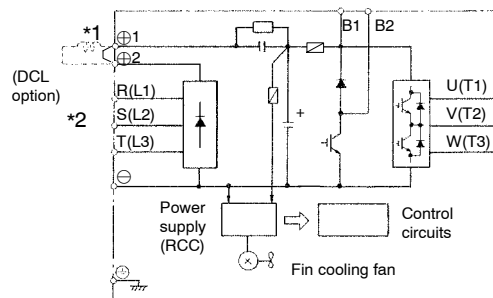 B1 B2
*1
⊕1
⊕2
(DCL
option)
R(L1)
*2
S(L2)
T(L3)
U(T1)
V(T2)
W(T3)
+
⊖
Power
supply
(RCC)
Control
circuits
Fin cooling fan